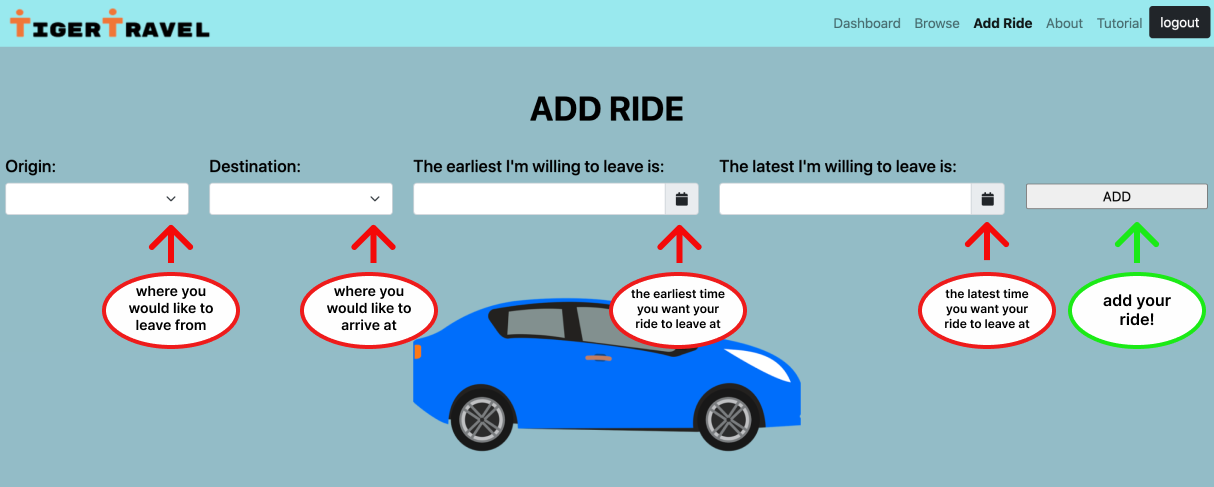 TIGERTRAVEL
Dashboard Browse Add Ride About Tutorial logout
ADD RIDE
Origin: Destination: The earliest I'm willing to leave is: The latest I'm willing to leave is:
ADD
where you
would like to
leave from
where you
would like to
arrive at
the earliest time
you want your
ride to leave at
the latest time
you want your
ride to leave at
add your
ride!